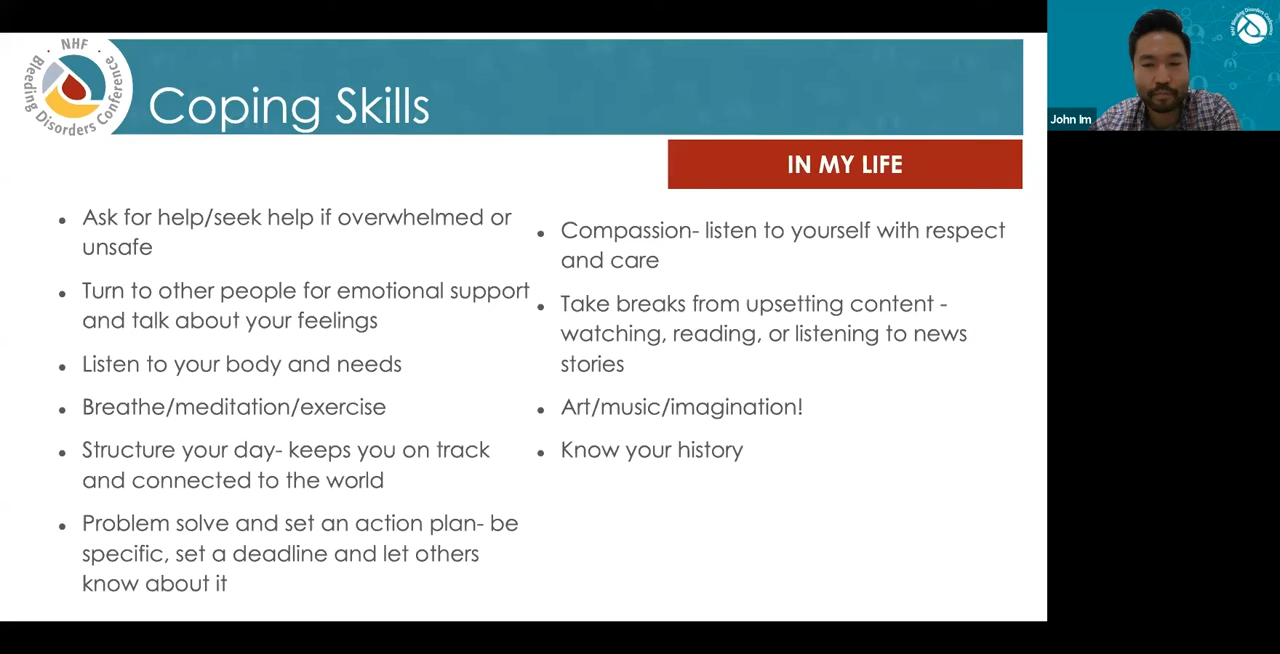 NHF
Bleeding Disorders Conference
Coping Skills
IN MY LIFE
• Ask for help/seek help if overwhelmed or
unsafe
• Turn to other people for emotional support
and talk about your feelings
• Listen to your body and needs
• Breathe/meditation/exercise
• Structure your day- keeps you on track
and connected to the world
• Problem solve and set an action plan- be
specific, set a deadline and let others
know about it
• Compassion- listen to yourself with respect
and care
• Take breaks from upsetting content -
watching, reading, or listening to news
stories
• Art/music/imagination!
• Know your history
NHF Bleeding Disorders Conference
John Im